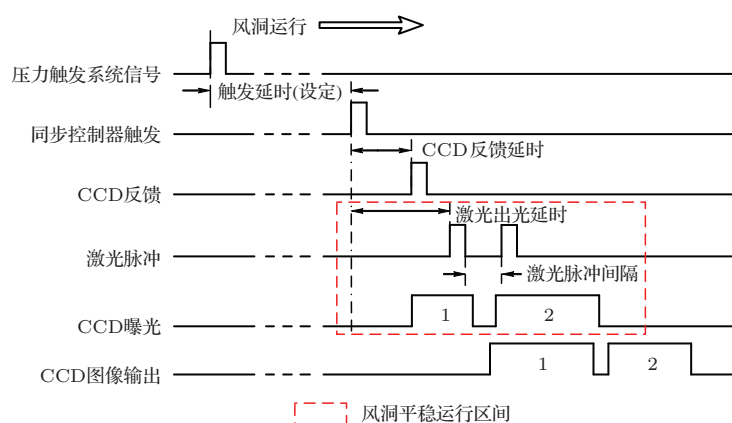 风洞运行
压力触发系统信号
触发延时(设定)
同步控制器触发
CCD反馈延时
CCD反馈
激光出光延时
激光脉冲
激光脉冲间隔
CCD曝光
1
2
CCD图像输出
1
2
风洞平稳运行区间